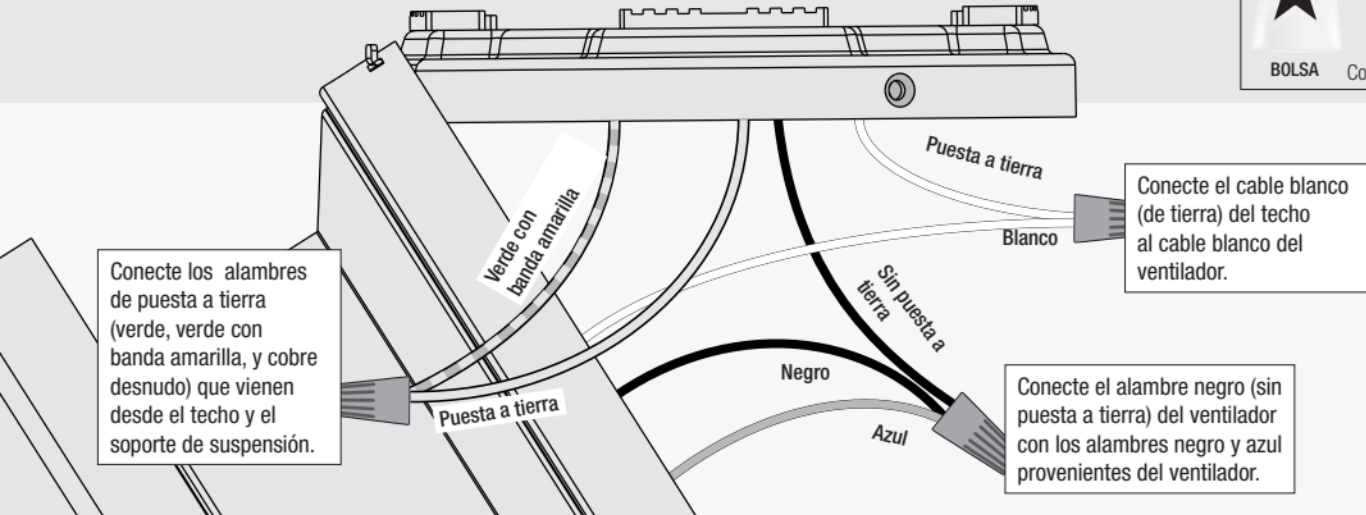 BOLSA
Puesta a tierra
Conecte el cable blanco
(de tierra) del techo
al cable blanco del
ventilador.
Blanco
Verde con
banda amarilla
Sin puesta a
tierra
Conecte los alambres
de puesta a tierra
(verde, verde con
banda amarilla, y cobre
desnudo) que vienen
desde el techo y el
soporte de suspensión.
Puesta a tierra
Negro
Azul
Conecte el alambre negro (sin
puesta a tierra) del ventilador
con los alambres negro y azul
provenientes del ventilador.